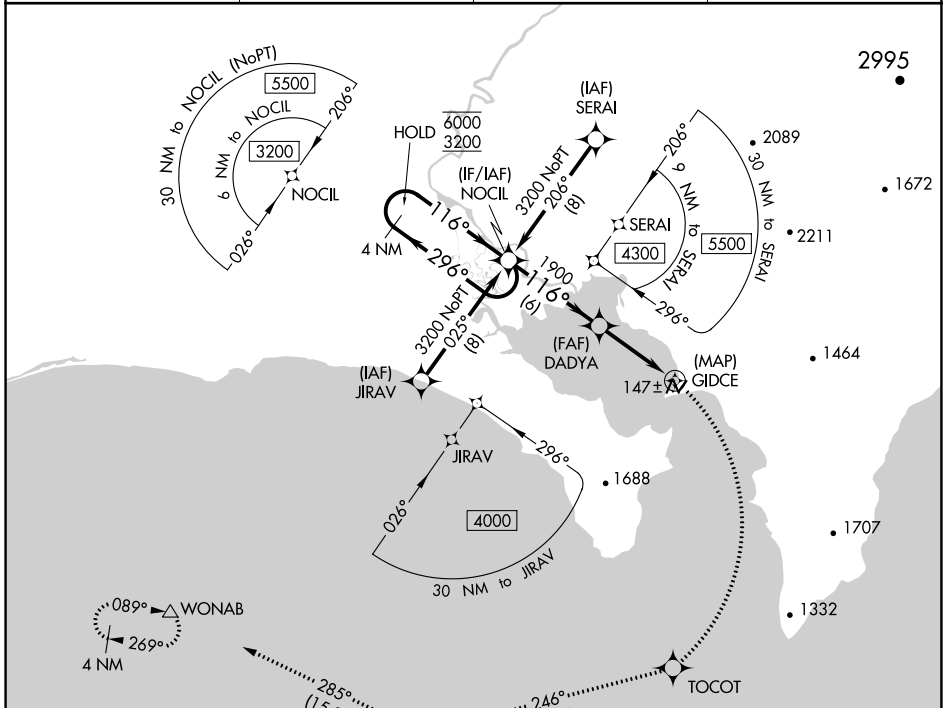 30 NM to NOCIL (NoPT)
5500
6 NM to NOCIL
3200
206°
NOCIL
026°
HOLD
6000
3200
(IF/IAF)
NOCIL
116°
4 NM
296°
(IAF)
SERAI
3200 NoPT
206°
(8)
206°
SERAI
4300
6 NM to SERAI
5500
30 NM to SERAI
296°
2995
2089
1672
2211
1464
1900
116°
(6)
(FAF)
DADYA
(MAP)
GIDCE
147±
3200 NoPT
025°
(8)
(IAF)
JIRAV
JIRAV
296°
026°
4000
30 NM to JIRAV
1688
1707
1332
089°
WONAB
269°
4 NM
285°
246°
TOCOT